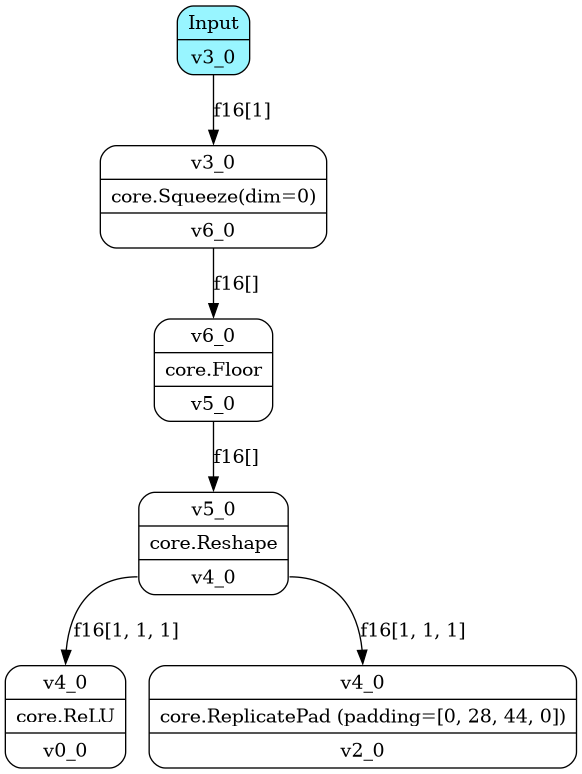 Input
v3_0
f16[1]
v3_0
core.Squeeze(dim=0)
v6_0
f16[]
v6_0
core.Floor
v5_0
f16[]
v5_0
core.Reshape
v4_0
f16[1, 1, 1]
f16[1, 1, 1]
v4_0
core.ReLU
v0_0
v4_0
core.ReplicatePad (padding=[0, 28, 44, 0])
v2_0